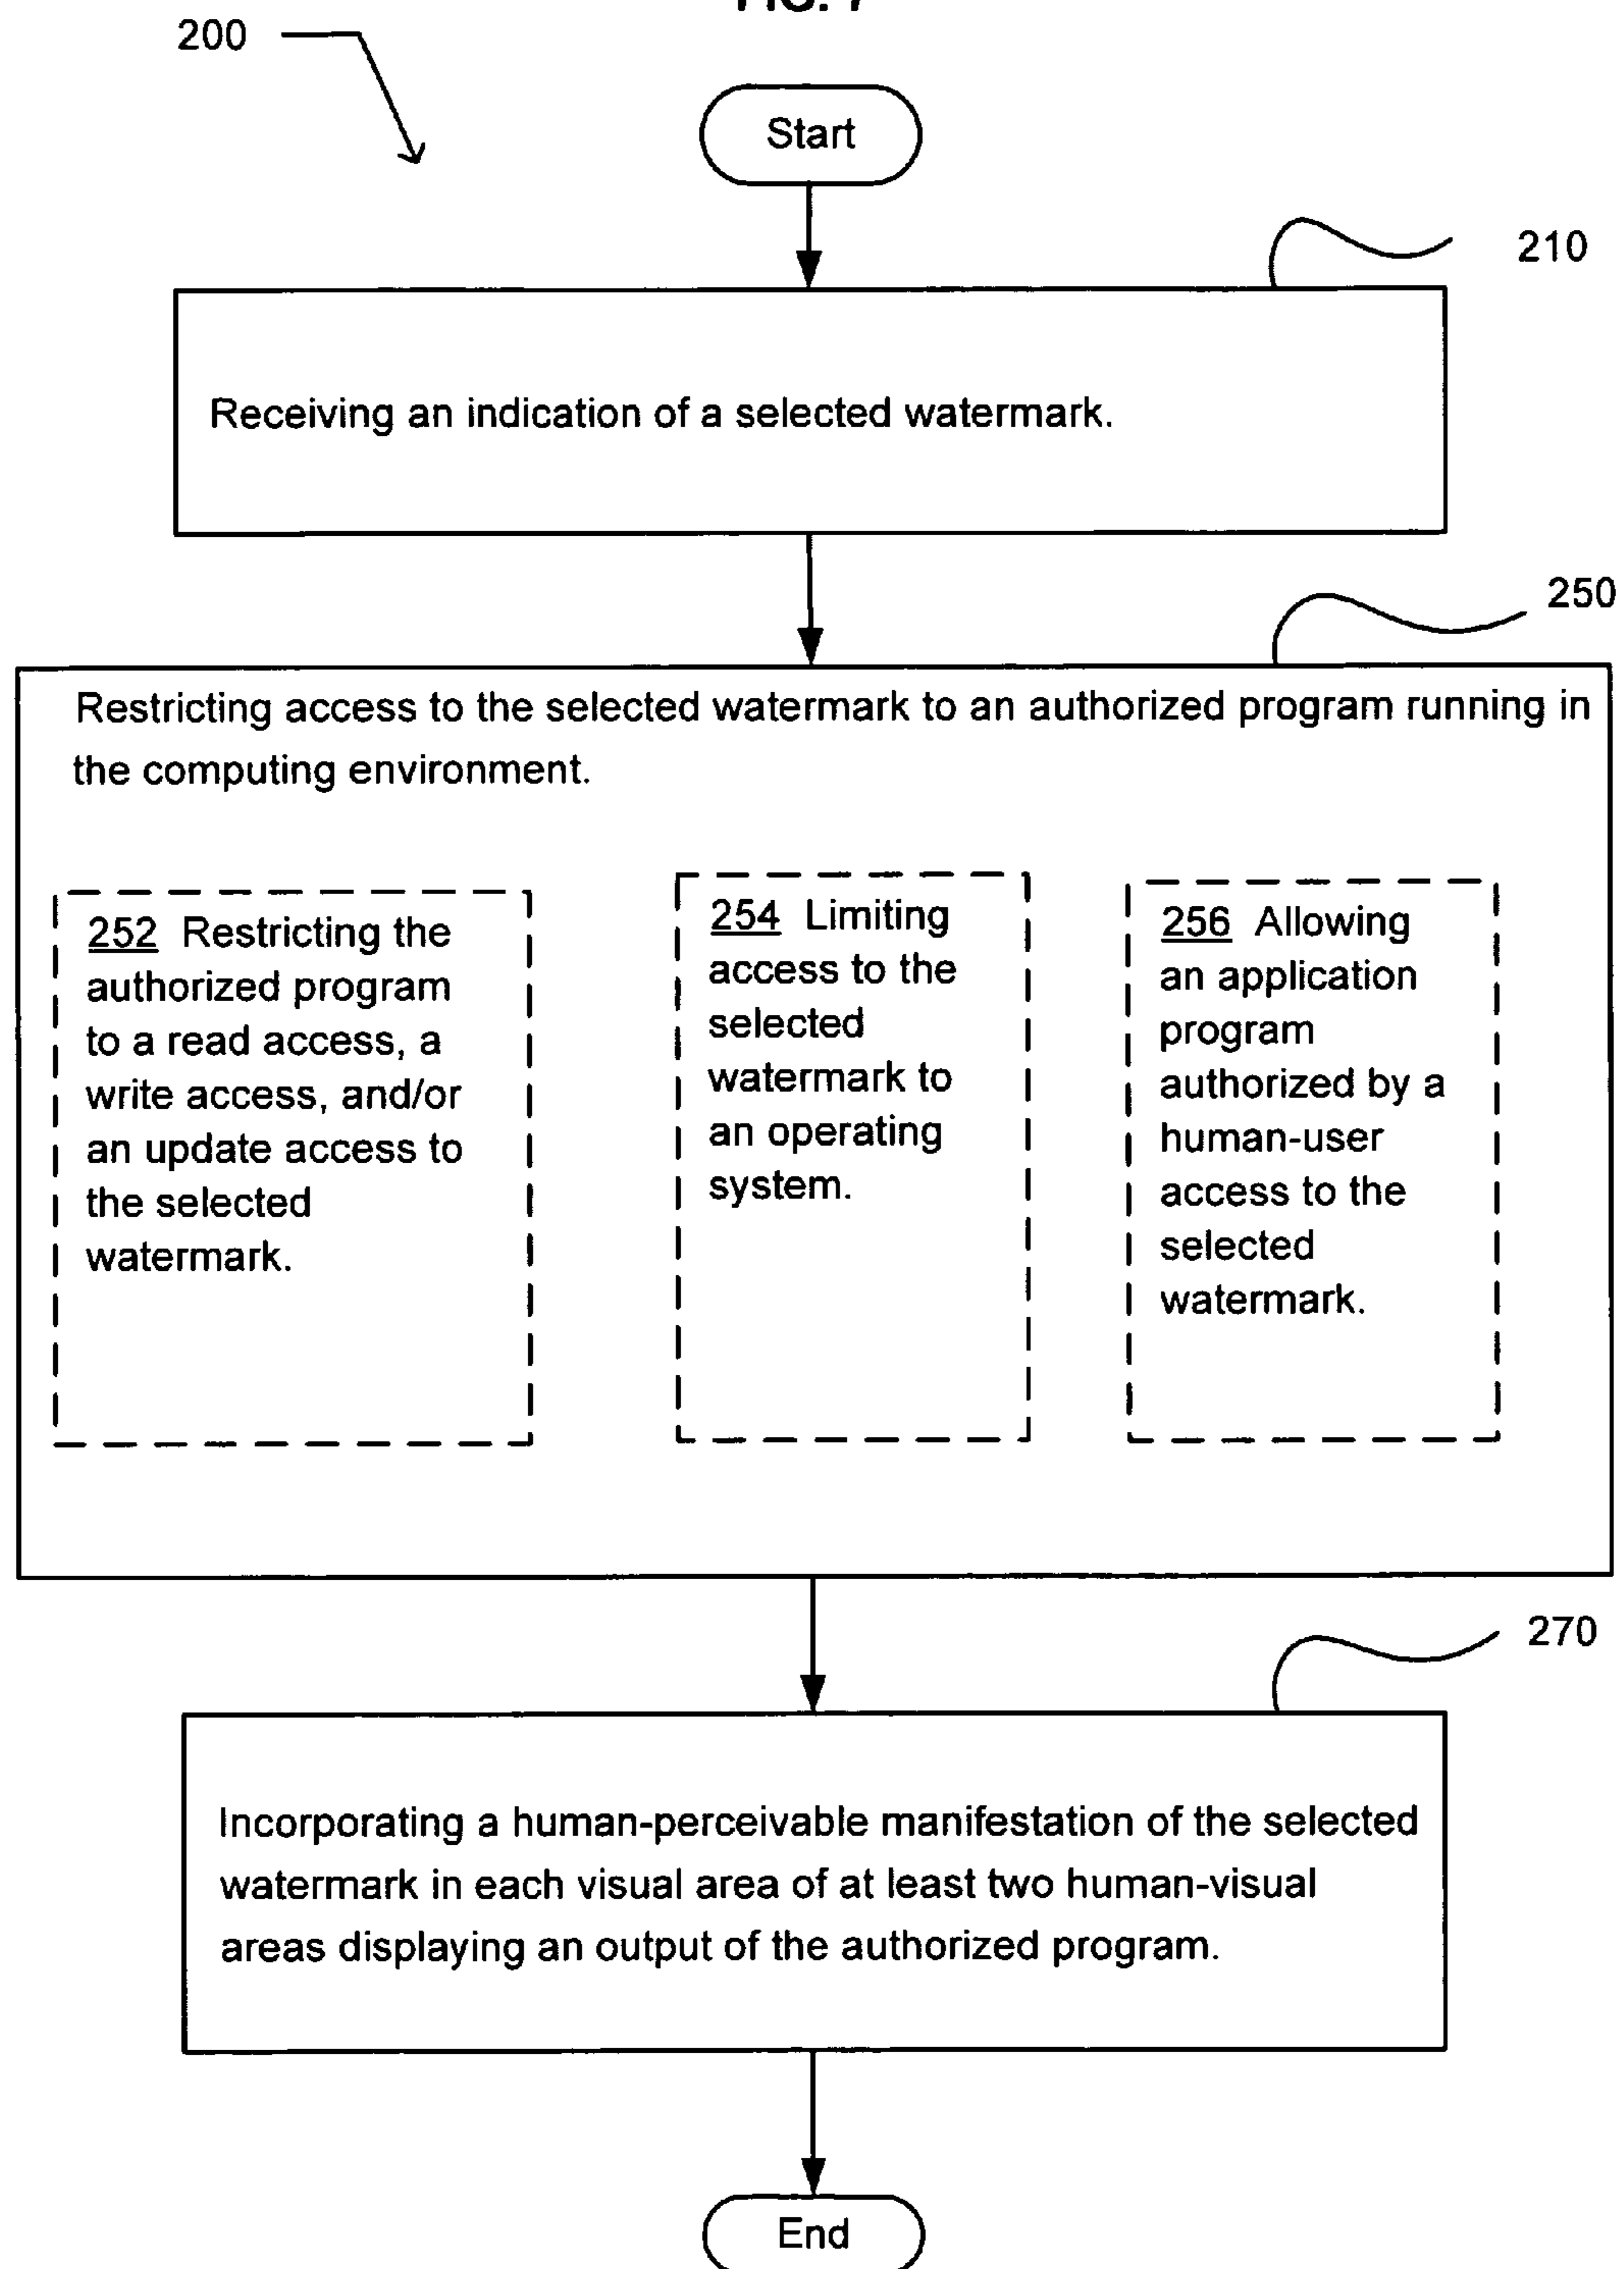 FIG. 7
200
Start
210
Receiving an indication of a selected watermark.
250
Restricting access to the selected watermark to an authorized program running in
the computing environment.
252 Restricting the
authorized program
to a read access, a
write access, and/or
an update access to
the selected
watermark.
254 Limiting
access to the
selected
watermark to
an operating
system.
256 Allowing
an application
program
authorized by a
human-user
access to the
selected
watermark.
270
Incorporating a human-perceivable manifestation of the selected
watermark in each visual area of at least two human-visual
areas displaying an output of the authorized program.
End